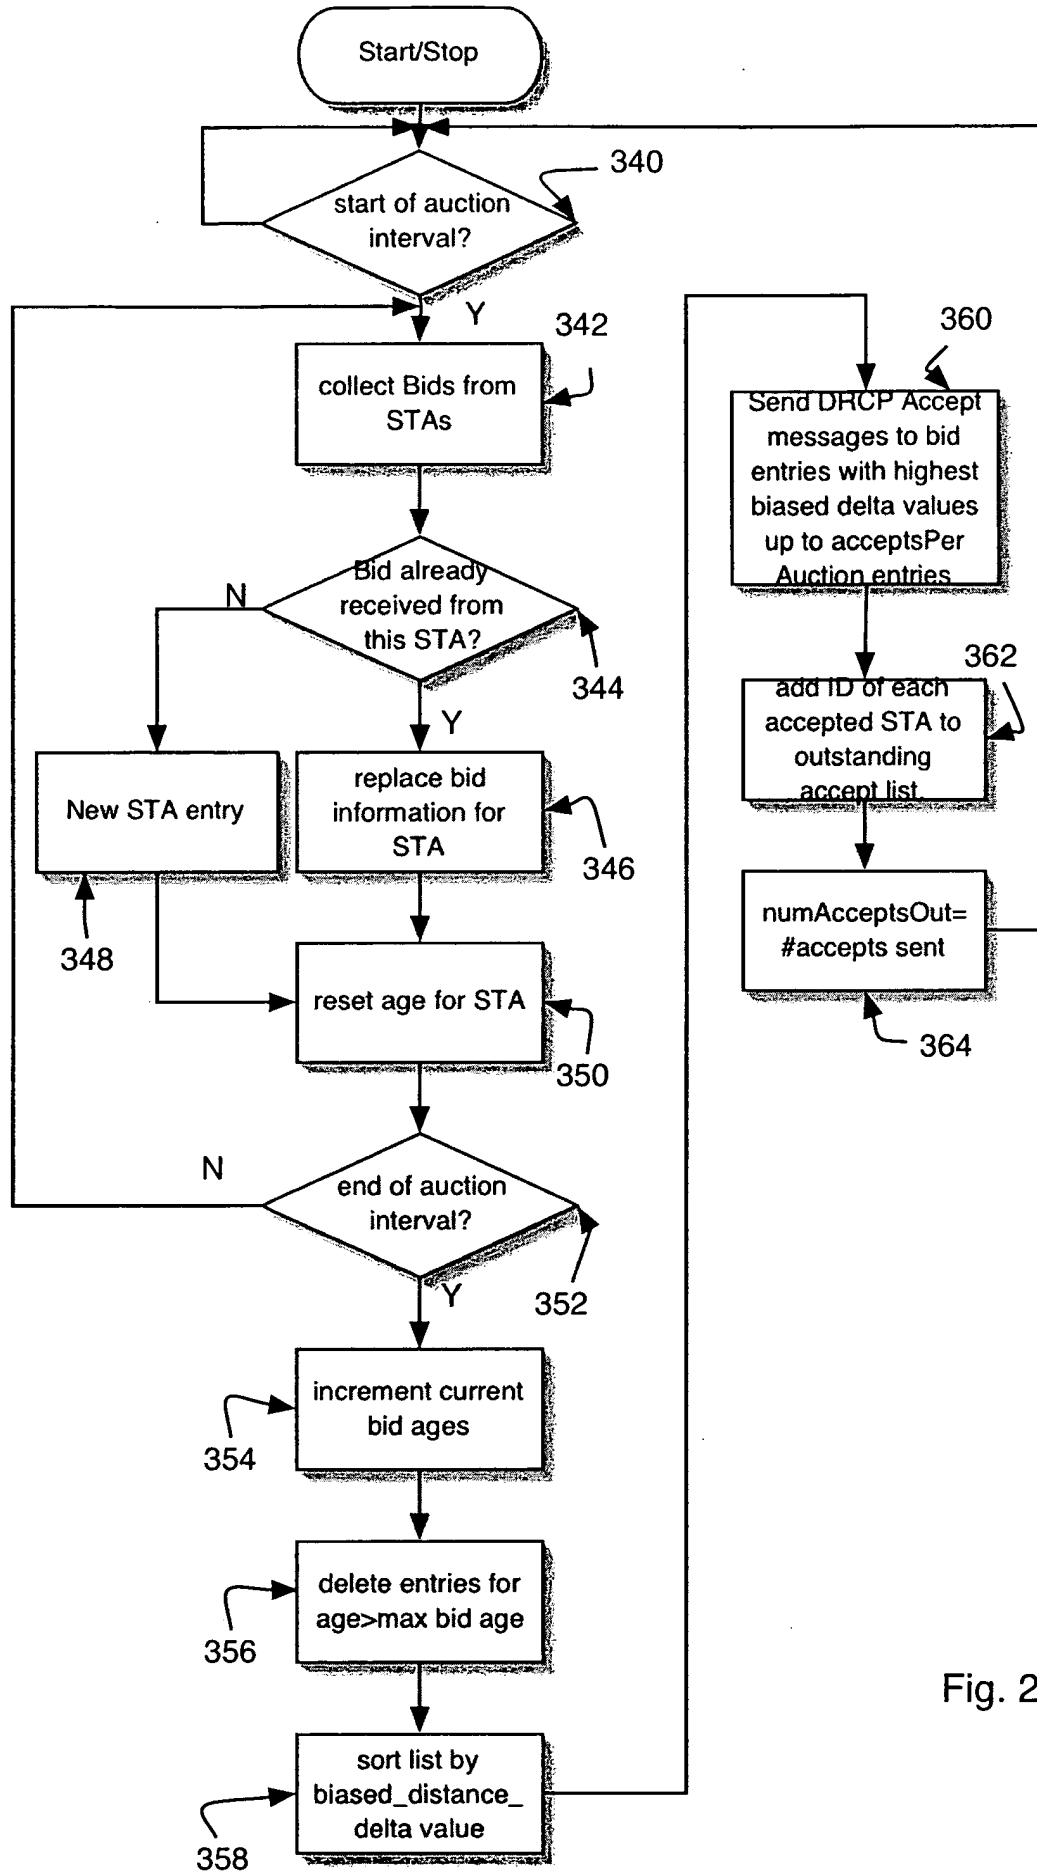 Start/Stop
start of auction
interval?
340
Y
342
collect Bids from
STAs
Bid already
received from
this STA?
N
344
Y
New STA entry
348
replace bid
information for
STA
346
reset age for STA
350
end of auction
interval?
N
352
Y
increment current
bid ages
354
delete entries for
age>max bid age
356
sort list by
biased_distance_
delta value
358
360
Send DRCP Accept
messages to bid
entries with highest
biased delta values
up to acceptsPer
Auction entries
362
add ID of each
accepted STA to
outstanding
accept list.
numAcceptsOut=
#accepts sent
364
Fig. 2